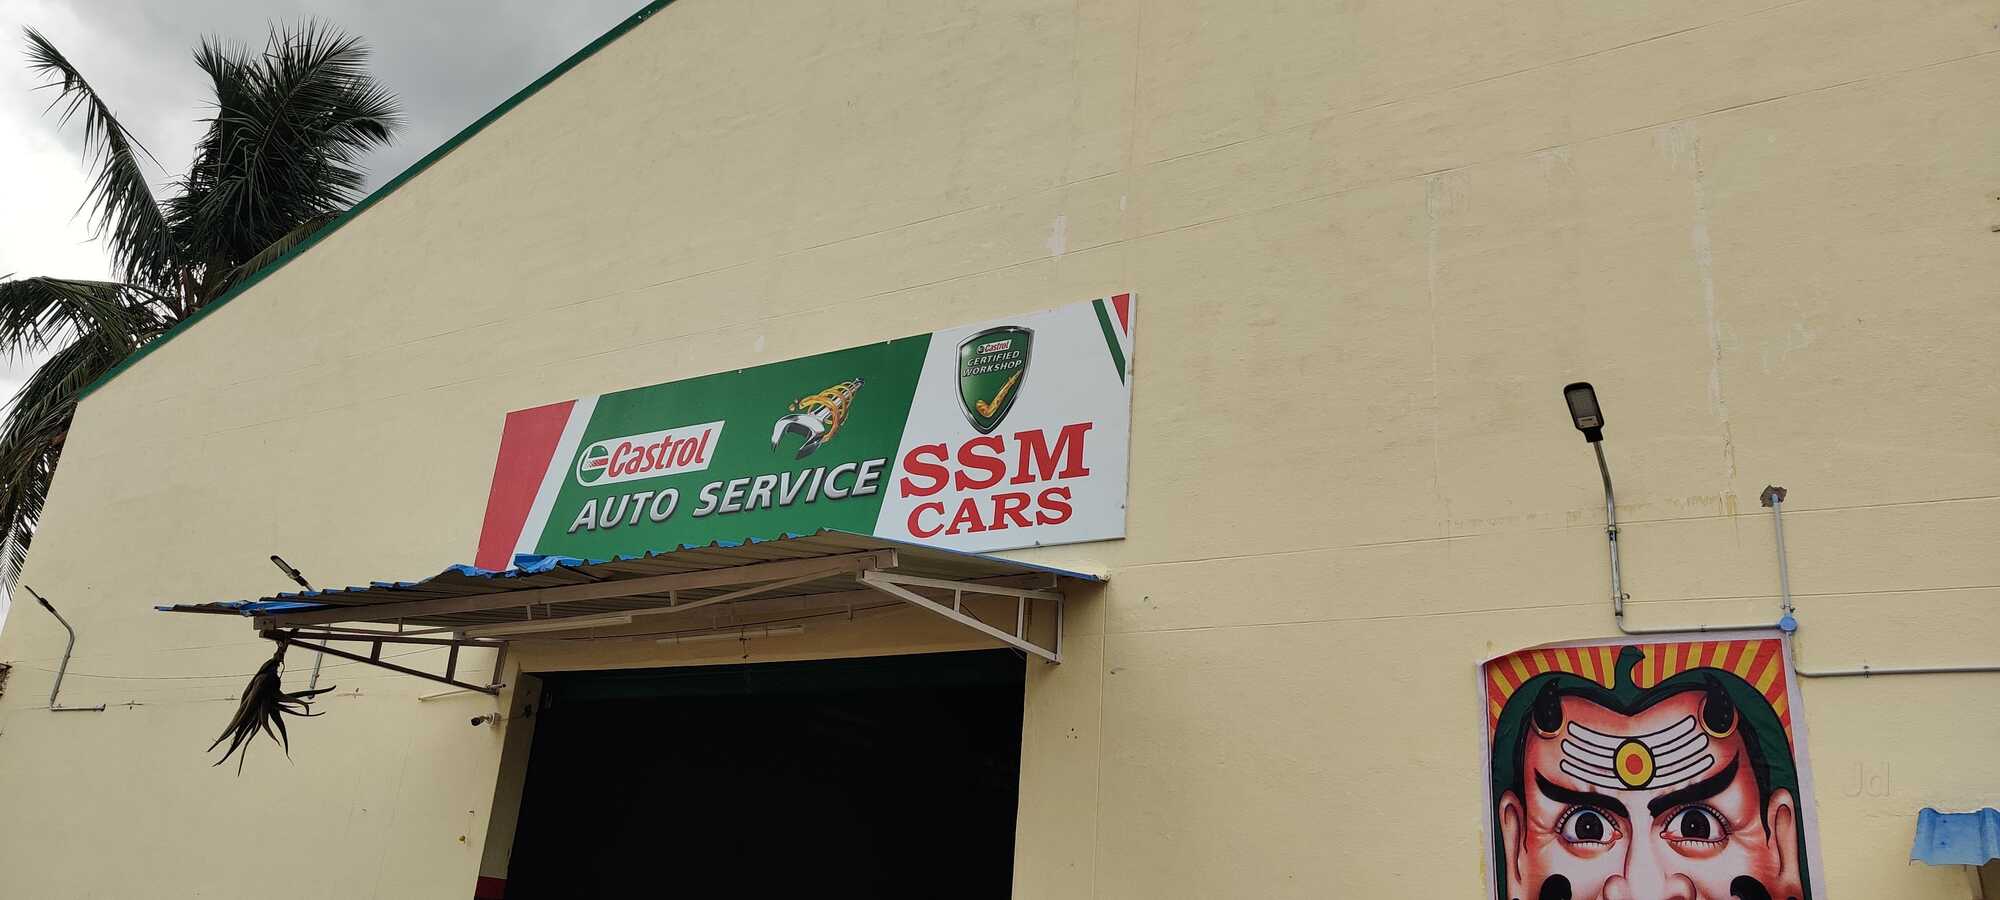 Castrol
AUTO SERVICE
Castrol
CERTIFIED
WORKSHOP
SSM
CARS
Jd